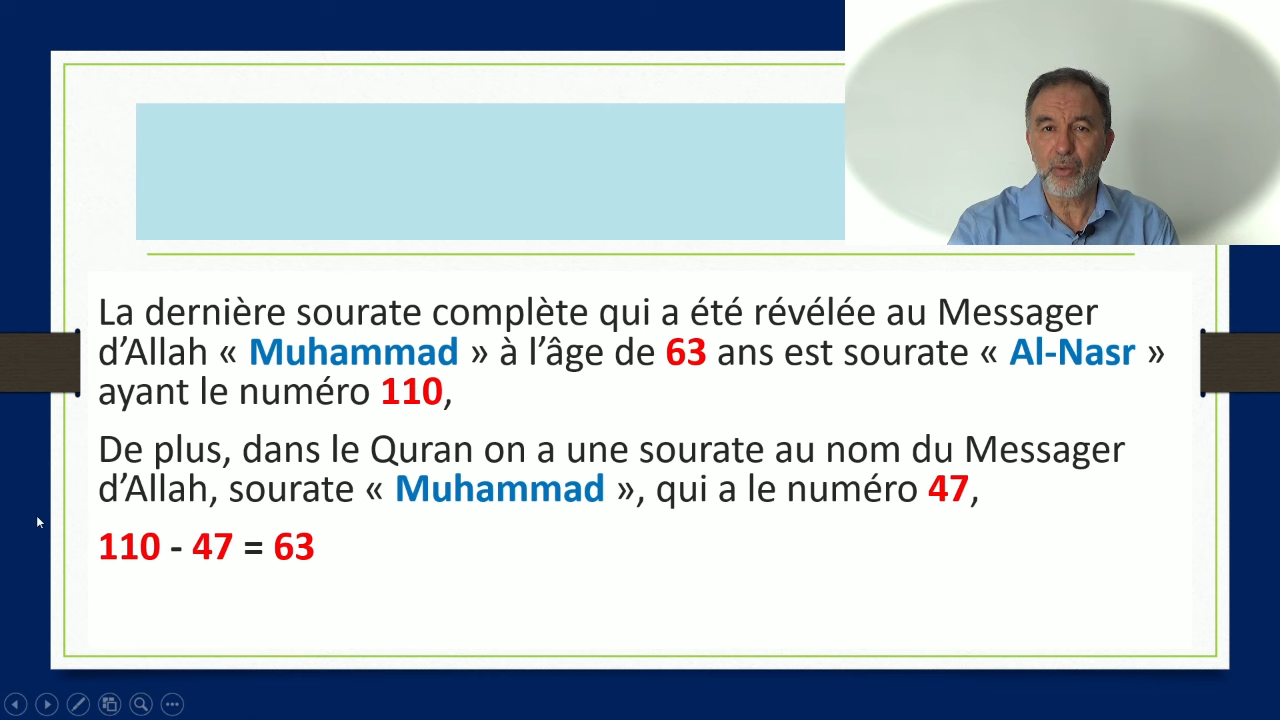 La dernière sourate complète qui a été révélée au Messager
d’Allah « Muhammad » à l’âge de 63 ans est sourate « Al-Nasr »
ayant le numéro 110,
De plus, dans le Quran on a une sourate au nom du Messager
d’Allah, sourate « Muhammad », qui a le numéro 47,
110 - 47 = 63